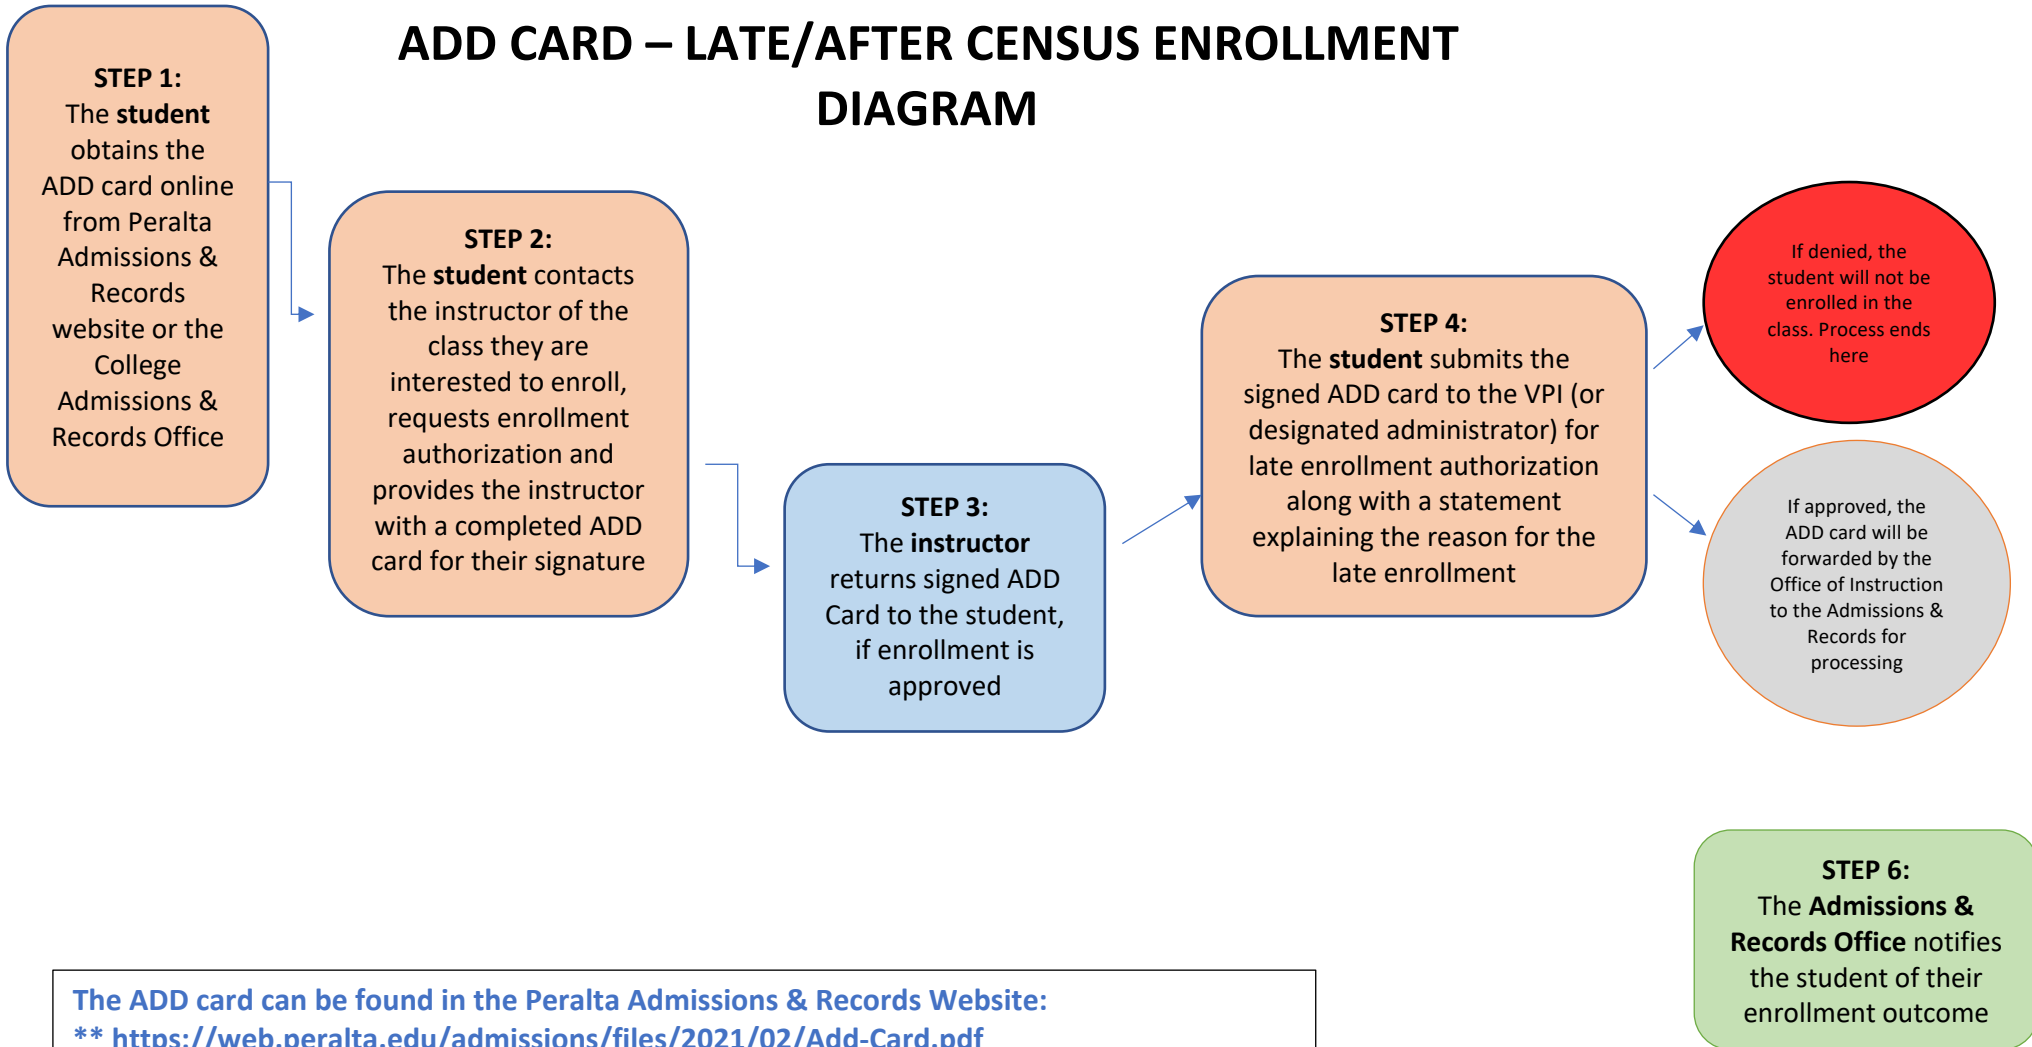 ADD CARD – LATE/AFTER CENSUS ENROLLMENT
DIAGRAM
STEP 1:
The student
obtains the
ADD card online
from Peralta
Admissions &
Records
website or the
College
Admissions &
Records Office
STEP 2:
The student contacts
the instructor of the
class they are
interested to enroll,
requests enrollment
authorization and
provides the instructor
with a completed ADD
card for their signature
STEP 3:
The instructor
returns signed ADD
Card to the student,
if enrollment is
approved
STEP 4:
The student submits the
signed ADD card to the VPI (or
designated administrator) for
late enrollment authorization
along with a statement
explaining the reason for the
late enrollment
If denied, the
student will not be
enrolled in the
class. Process ends
here
If approved, the
ADD card will be
forwarded by the
Office of Instruction
to the Admissions &
Records for
processing
STEP 6:
The Admissions &
Records Office notifies
the student of their
enrollment outcome
The ADD card can be found in the Peralta Admissions & Records Website:
** https://web.peralta.edu/admissions/files/2021/02/Add-Card.pdf